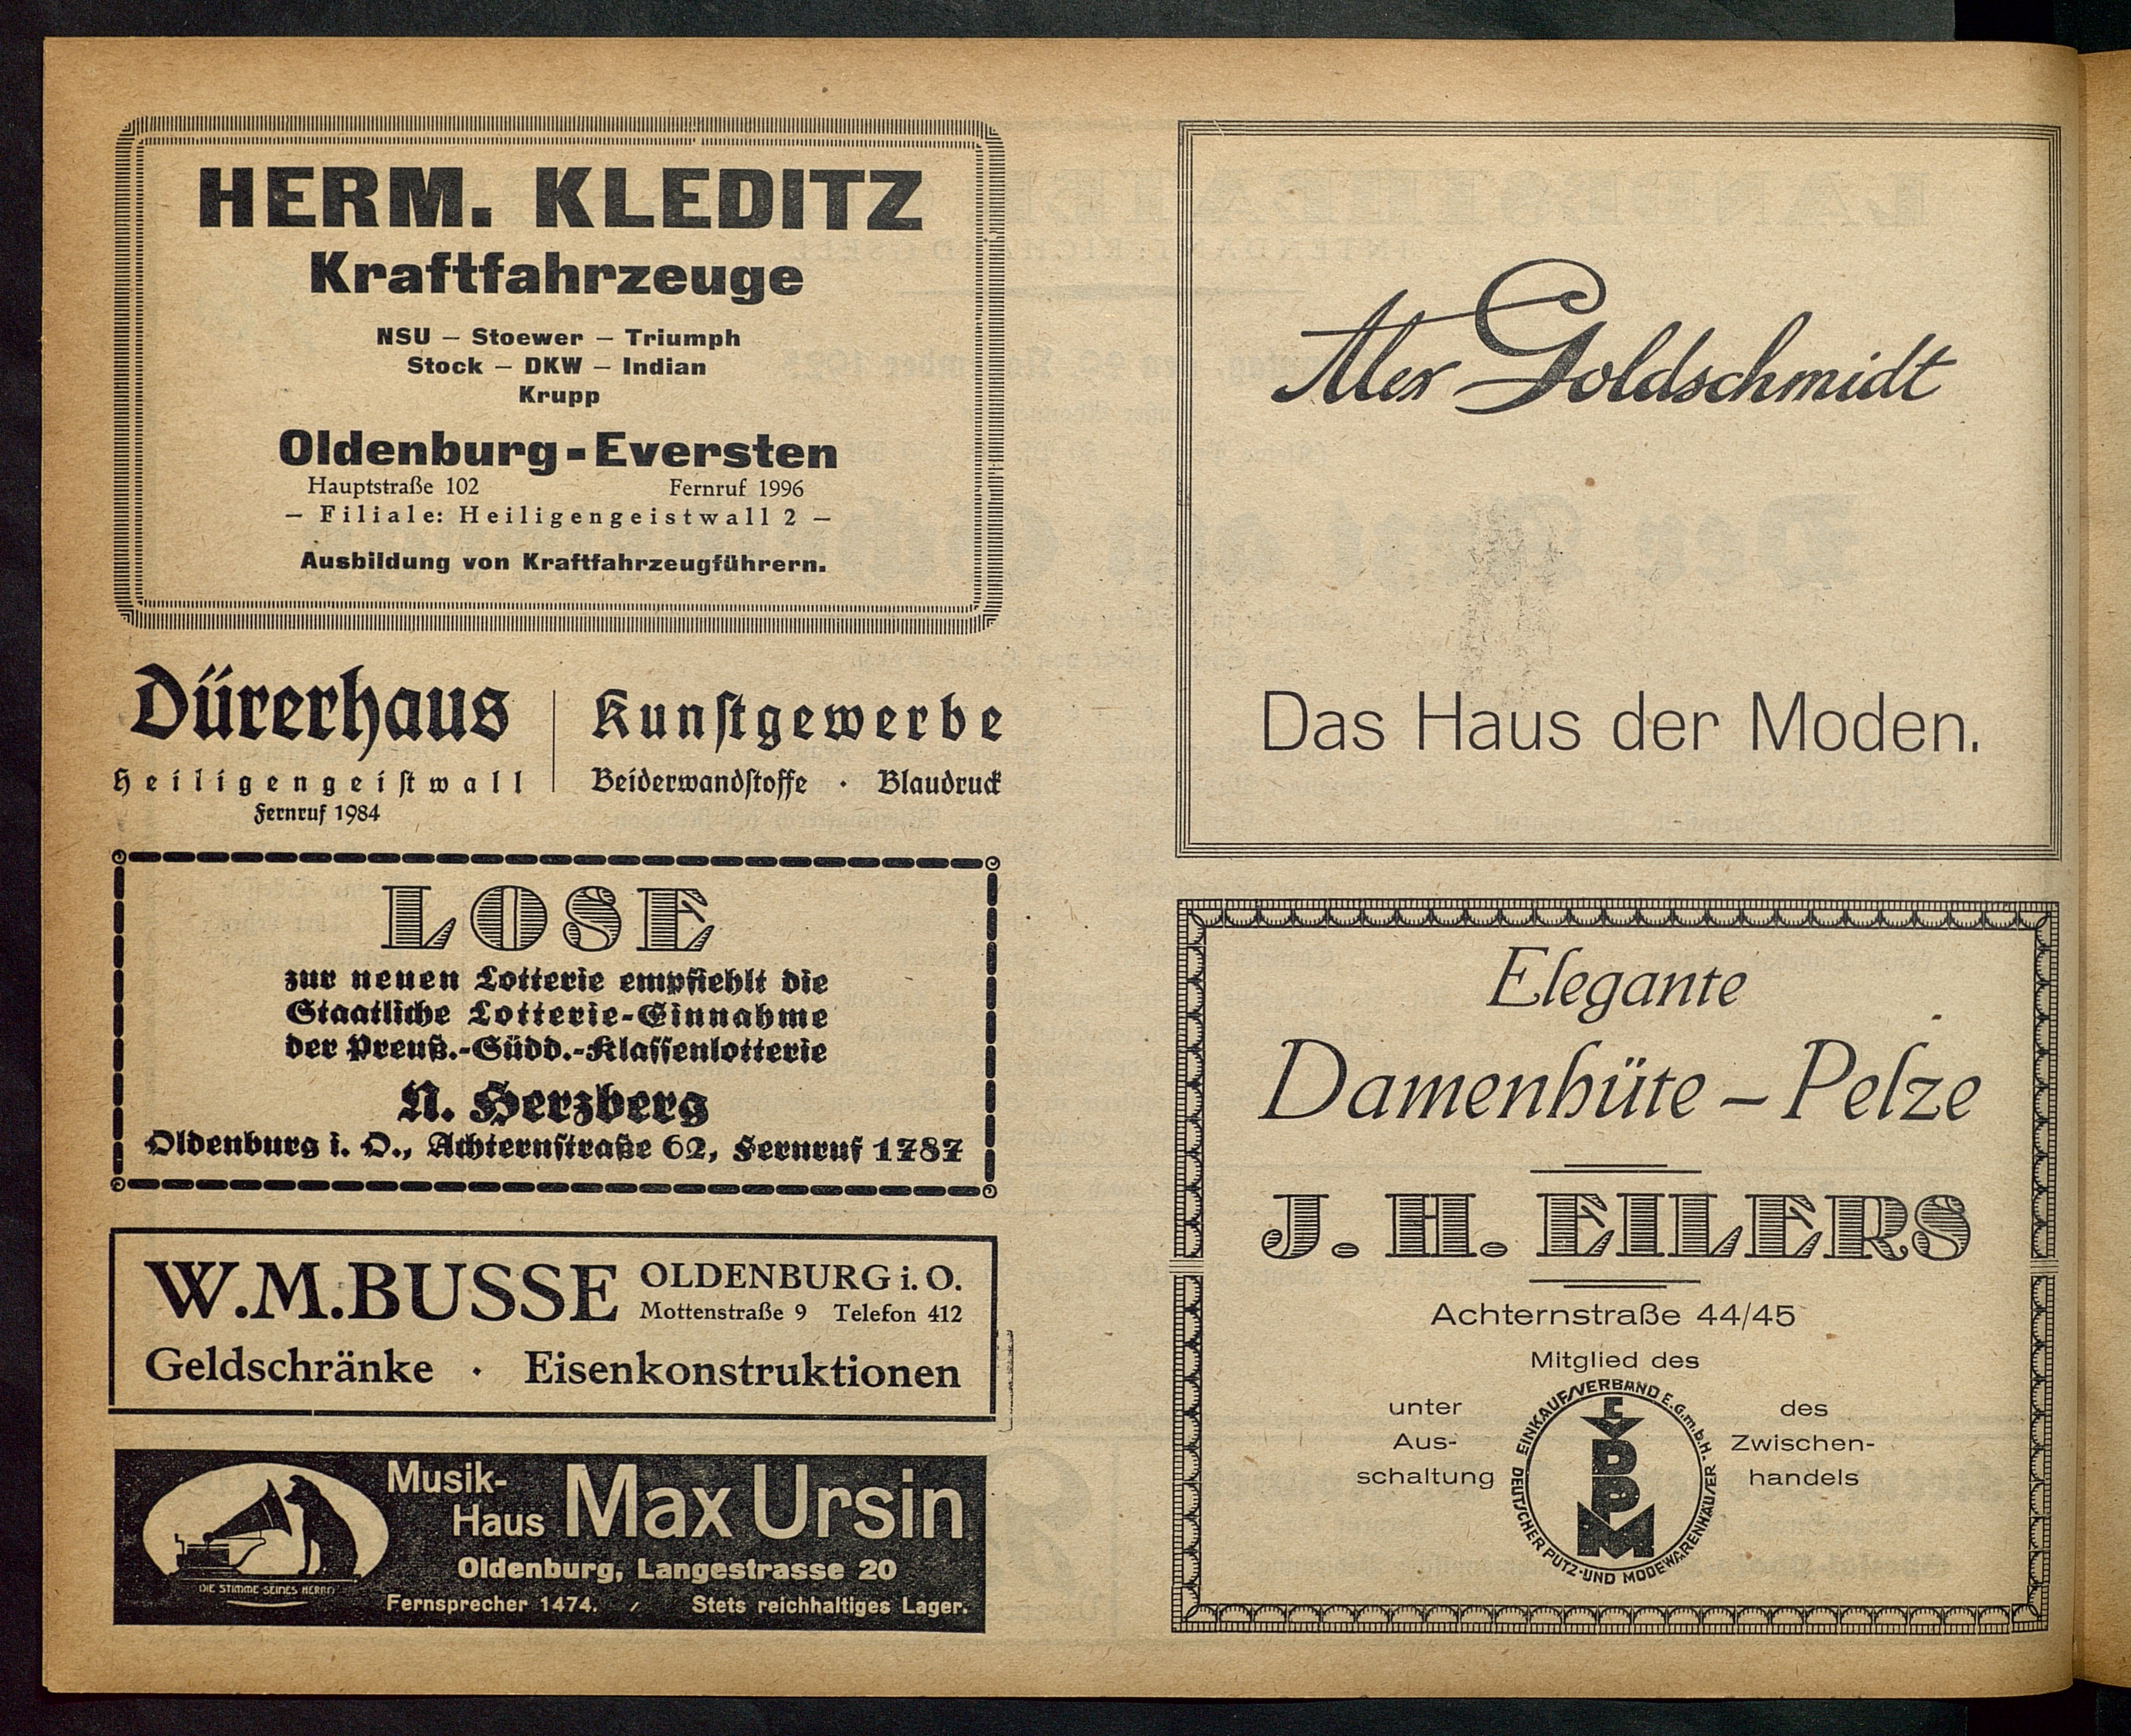 HERM. KLEDITZ
Kraftfahrzeuge
NSU – Stoewer – Triumph
Stock – DKW – Indian
Krupp
Oldenburg-Eversten
Hauptstraße 102 Fernruf 1996
– Filiale: Heiligengeistwall 2 –
Ausbildung von Kraftfahrzeugführern.
Dürerhaus
Heiligengeistwall
Fernruf 1984
Kunstgewerbe
Beiderwandstoffe · Blaudruck
LOSE
zur neuen Lotterie empfiehlt die
Staatliche Lotterie-Einnahme
der Preuß.-Südd.-Klassenlotterie
N. Herzberg
Oldenburg i. O., Achternstraße 62, Fernruf 1787
W.M.BUSSE OLDENBURG i. O.
Mottenstraße 9 Telefon 412
Geldschränke · Eisenkonstruktionen
Musik-
Haus Max Ursin
DIE STIMME SEINES HERRN
Oldenburg, Langestrasse 20
Fernsprecher 1474. Stets reichhaltiges Lager.
Alex Goldschmidt
Das Haus der Moden.
Elegante
Damenhüte – Pelze
J. H. EILERS
Achternstraße 44/45
Mitglied des
unter
Aus-
schaltung
EINKAUFSVERBAND E.G.m.b.H.
DEUTSCHER PUTZ-UND MODEWARENHÄUSER
E
V
D
P
M
des
Zwischen-
handels